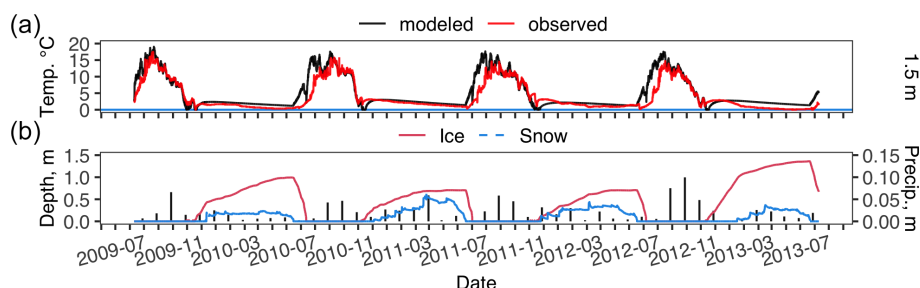 (a) modeled observed
Temp. °C
20
15
10
5
0
1.5 m
(b) Ice Snow
Depth, m
1.5
1.0
0.5
0.0
0.15
0.10
0.05
0.00
Precip., m
2009-07 2009-11 2010-03 2010-07 2010-11 2011-03 2011-07 2011-11 2012-03 2012-07 2012-11 2013-03 2013-07
Date